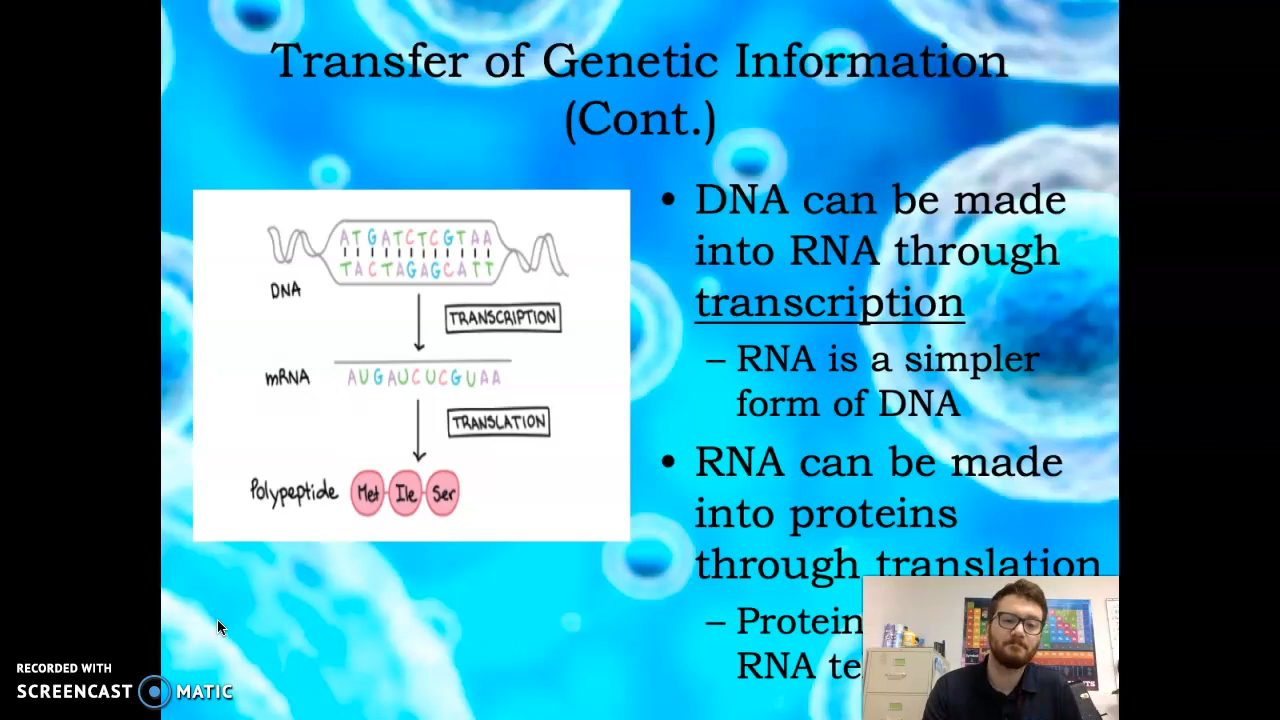 Transfer of Genetic Information
(Cont.)
ATGATCTCGTAA
TACTAGAGCATT
DNA
TRANSCRIPTION
mRNA AUGAUCUCGUAA
TRANSLATION
Polypeptide Met Ile Ser
• DNA can be made
into RNA through
transcription
– RNA is a simpler
form of DNA
• RNA can be made
into proteins
through translation
– Protein
RNA
RECORDED WITH
SCREENCAST MATIC